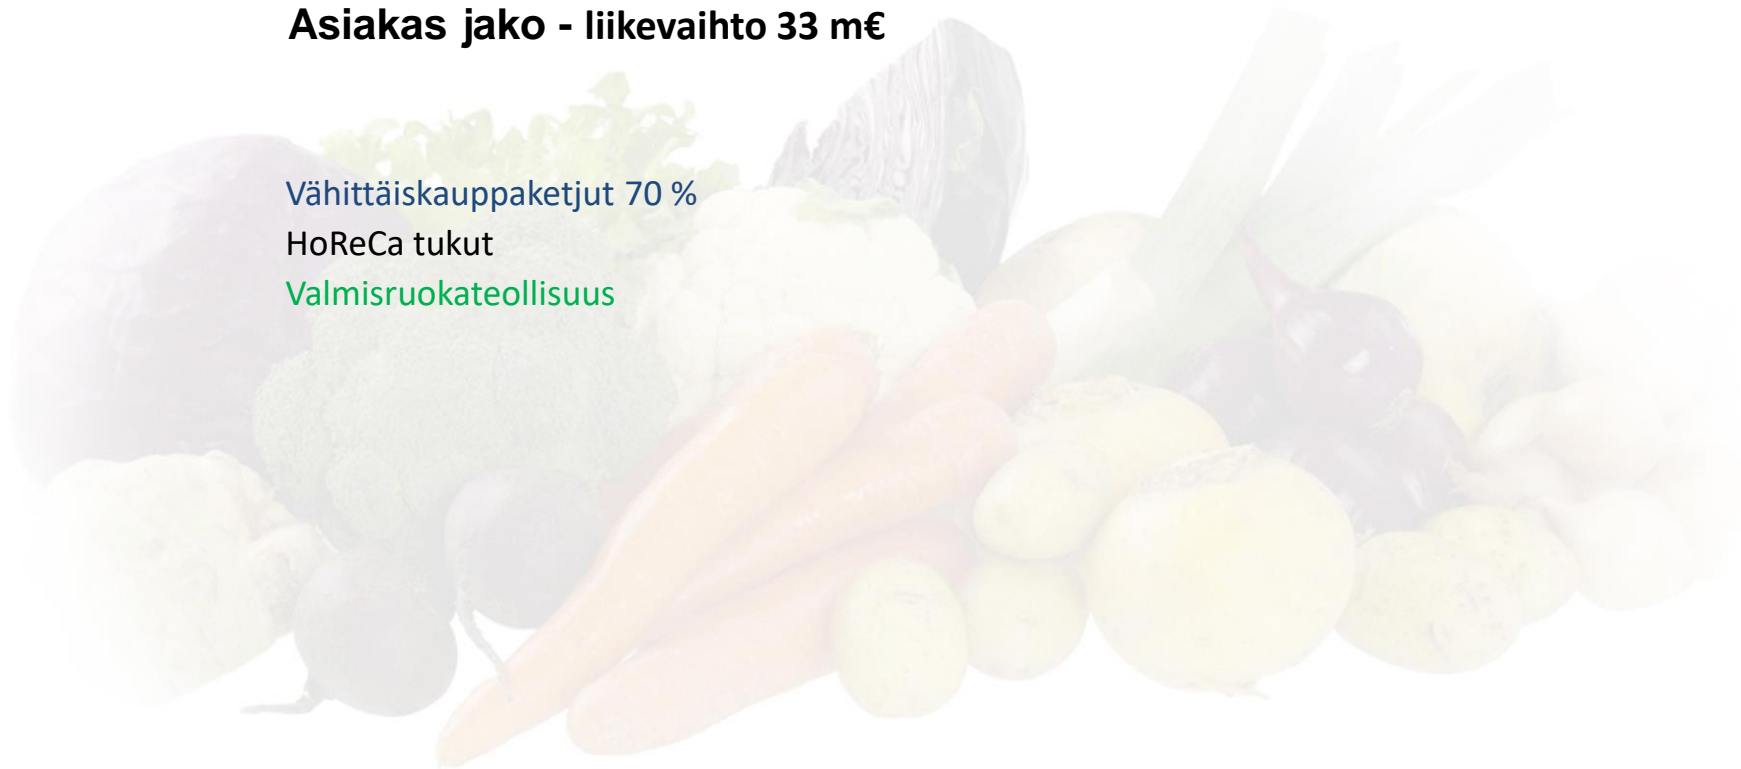 Asiakas jako - liikevaihto 33 m€
Vähittäiskauppaketjut 70 %
HoReCa tukut
Valmisruokateollisuus